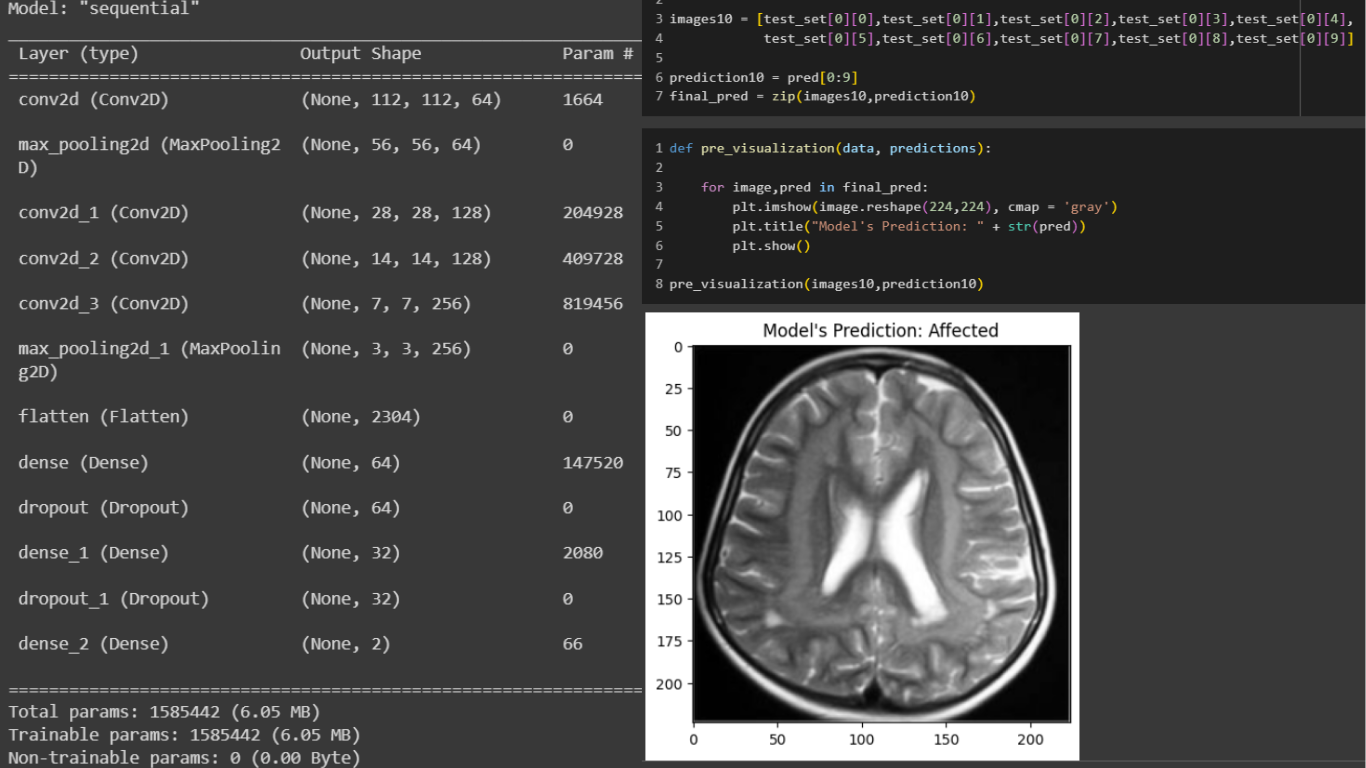 Model: "sequential"
Layer (type) Output Shape Param #
conv2d (Conv2D) (None, 112, 112, 64) 1664
max_pooling2d (MaxPooling2 (None, 56, 56, 64) 0
D)
conv2d_1 (Conv2D) (None, 28, 28, 128) 204928
conv2d_2 (Conv2D) (None, 14, 14, 128) 409728
conv2d_3 (Conv2D) (None, 7, 7, 256) 819456
max_pooling2d_1 (MaxPoolin (None, 3, 3, 256) 0
g2D)
flatten (Flatten) (None, 2304) 0
dense (Dense) (None, 64) 147520
dropout (Dropout) (None, 64) 0
dense_1 (Dense) (None, 32) 2080
dropout_1 (Dropout) (None, 32) 0
dense_2 (Dense) (None, 2) 66
Total params: 1585442 (6.05 MB)
Trainable params: 1585442 (6.05 MB)
Non-trainable params: 0 (0.00 Byte)
3 images10 = [test_set[0][0],test_set[0][1],test_set[0][2],test_set[0][3],test_set[0][4],
4 test_set[0][5],test_set[0][6],test_set[0][7],test_set[0][8],test_set[0][9]]
5
6 prediction10 = pred[0:9]
7 final_pred = zip(images10,prediction10)
1 def pre_visualization(data, predictions):
2
3 for image,pred in final_pred:
4 plt.imshow(image.reshape(224,224), cmap = 'gray')
5 plt.title("Model's Prediction: " + str(pred))
6 plt.show()
7
8 pre_visualization(images10,prediction10)
Model's Prediction: Affected
0
25
50
75
100
125
150
175
200
0 50 100 150 200